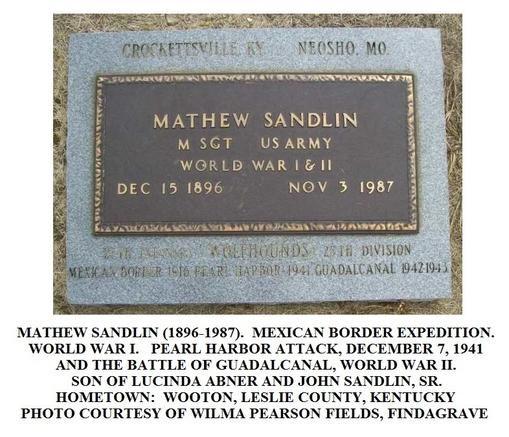 CROCKETTSVILLE, KY NEOSHO, MO.
MATHEW SANDLIN
M SGT US ARMY
WORLD WAR I & II
DEC 15 1896 NOV 3 1987
27TH INFANTRY "WOLFHOUNDS" 25TH DIVISION
MEXICAN BORDER 1916 PEARL HARBOR 1941 GUADALCANAL 1942 1943
MATHEW SANDLIN (1896-1987). MEXICAN BORDER EXPEDITION.
WORLD WAR I. PEARL HARBOR ATTACK, DECEMBER 7, 1941
AND THE BATTLE OF GUADALCANAL, WORLD WAR II.
SON OF LUCINDA ABNER AND JOHN SANDLIN, SR.
HOMETOWN: WOOTON, LESLIE COUNTY, KENTUCKY
PHOTO COURTESY OF WILMA PEARSON FIELDS, FINDAGRAVE